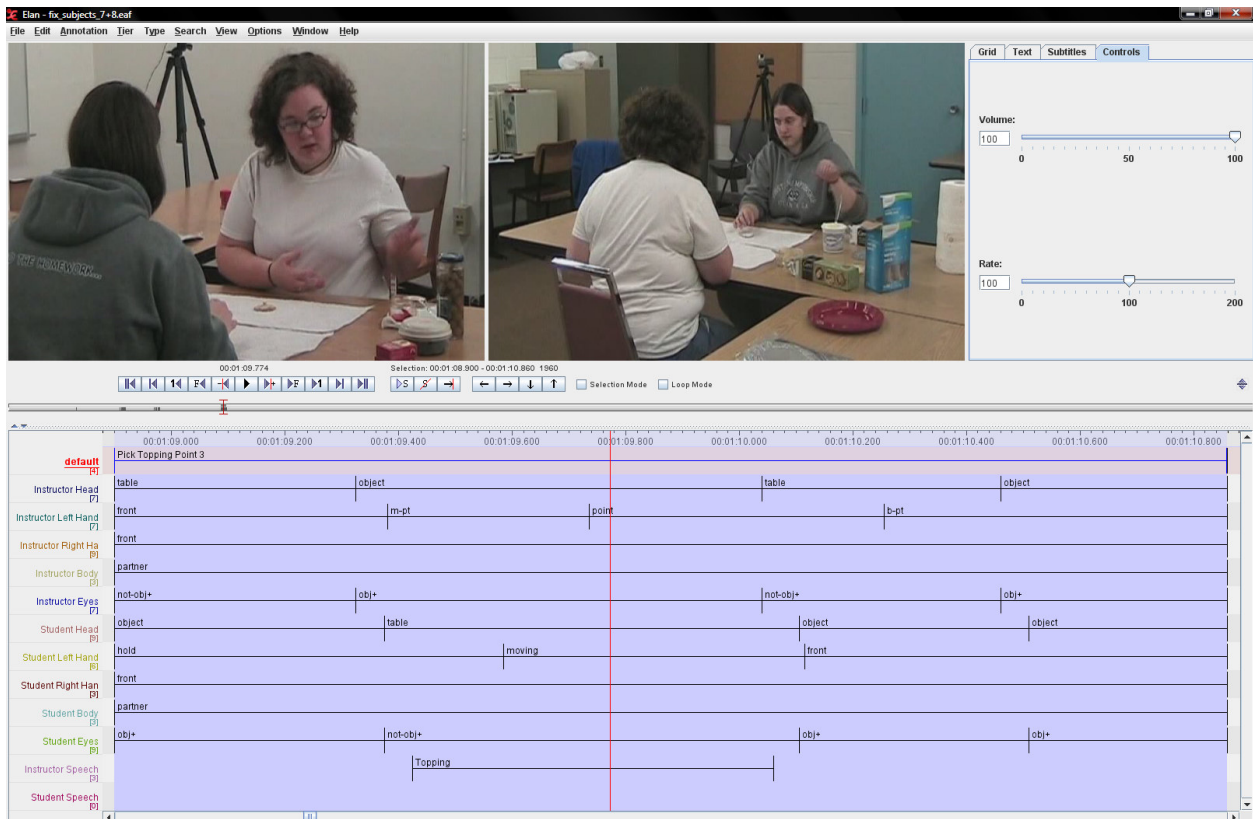 Elan - fix_subjects_7+8.eaf
File Edit Annotation Tier Type Search View Options Window Help
Grid Text Subtitles Controls
Volume:
100
0 50 100
Rate:
100
0 100 200
THE HOMEWORK...
00:01:09.774
Selection: 00:01:08.900 - 00:01:10.860 1960
Selection Mode Loop Mode
00:01:09.000 00:01:09.200 00:01:09.400 00:01:09.600 00:01:09.800 00:01:10.000 00:01:10.200 00:01:10.400 00:01:10.600 00:01:10.800
default [4] Pick Topping Point 3
Instructor Head [7] table object table object
Instructor Left Hand [7] front m-pt point b-pt
Instructor Right Ha [9] front
Instructor Body [3] partner
Instructor Eyes [7] not-obj+ obj+ not-obj+ obj+
Student Head [9] object table object object
Student Left Hand [6] hold moving front
Student Right Han [3] front
Student Body [3] partner
Student Eyes [9] obj+ not-obj+ obj+ obj+
Instructor Speech [3] Topping
Student Speech [0]